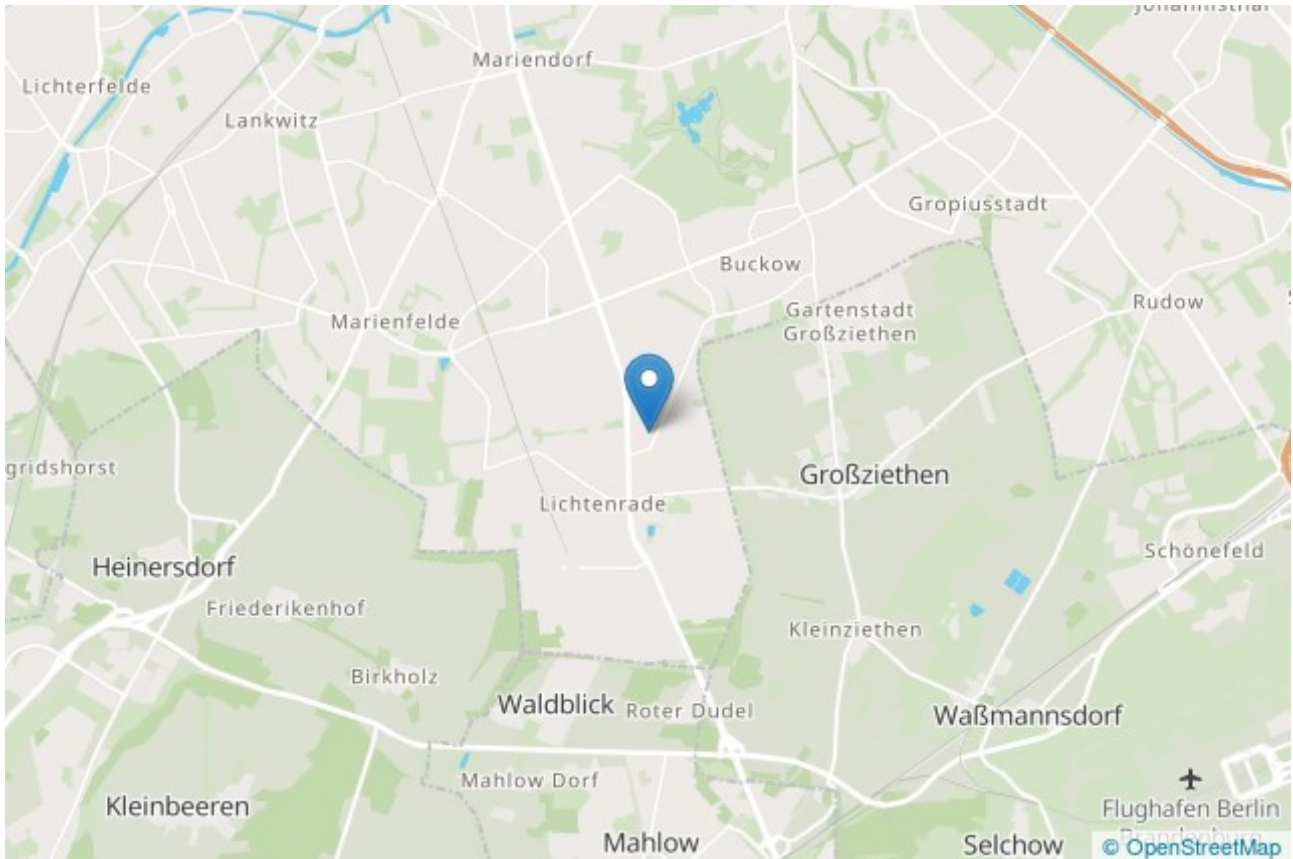 Johannisthal
Mariendorf
Lichterfelde
Lankwitz
Gropiusstadt
Buckow
Rudow
Gartenstadt
Großziethen
Marienfelde
gridshorst
Großziethen
Lichtenrade
Schönefeld
Heinersdorf
Friederikenhof
Kleinziethen
Birkholz
Waldblick
Roter Dudel
Waßmannsdorf
Mahlow Dorf
Kleinbeeren
Flughafen Berlin
Brandenburg
Mahlow
Selchow
© OpenStreetMap